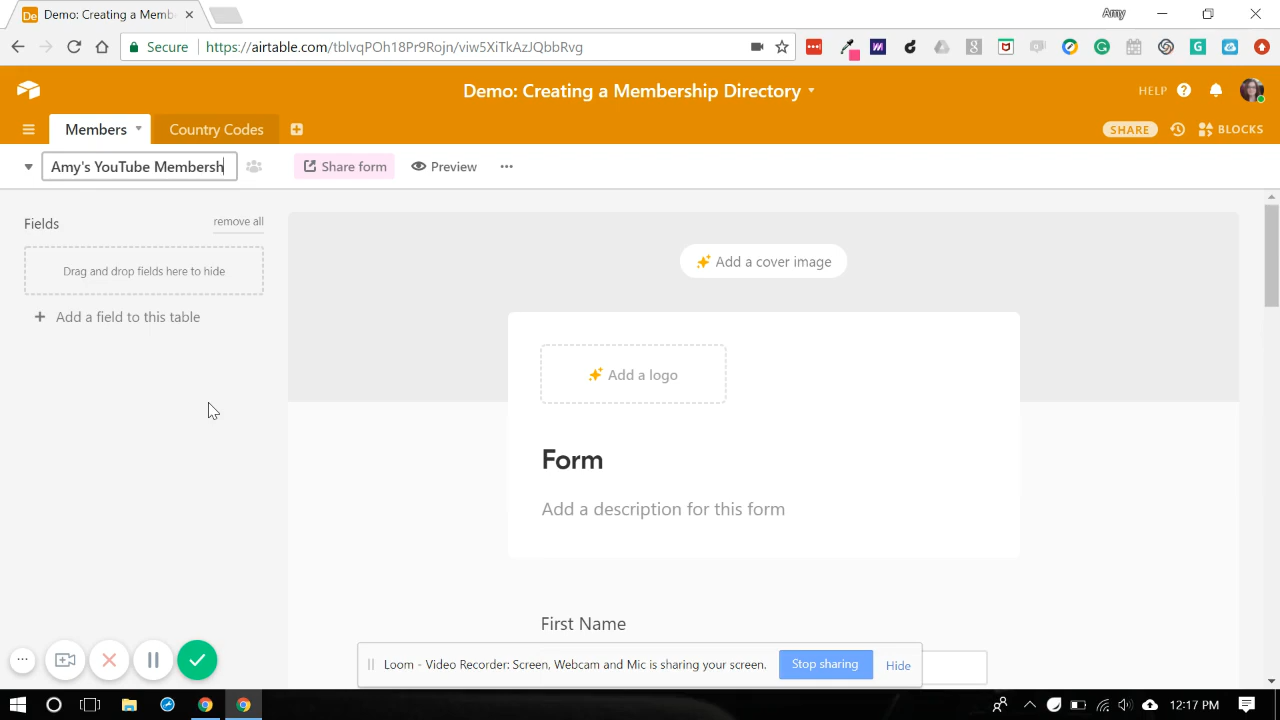 De Demo: Creating a Memb
Amy
Secure https://airtable.com/tblvqPOh18Pr9Rojn/viw5XiTkAzJQbbRvg
Demo: Creating a Membership Directory
HELP
Members
Country Codes
SHARE
BLOCKS
Amy's YouTube Membersh
Share form
Preview
Fields
remove all
Drag and drop fields here to hide
Add a field to this table
Add a cover image
Add a logo
Form
Add a description for this form
First Name
Loom - Video Recorder: Screen, Webcam and Mic is sharing your screen.
Stop sharing
Hide
12:17 PM